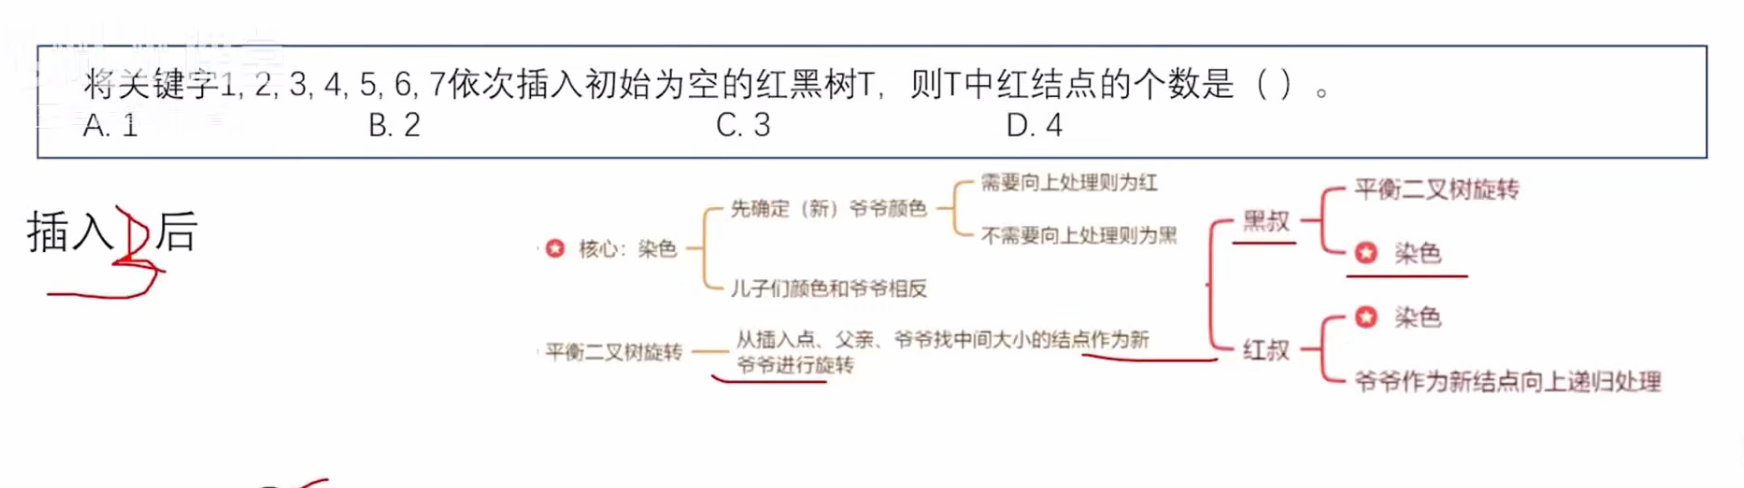 将关键字1, 2, 3, 4, 5, 6, 7依次插入初始为空的红黑树T，则T中红结点的个数是（ ）。
A. 1 B. 2 C. 3 D. 4
插入1后
核心：染色
先确定（新）爷爷颜色
需要向上处理则为红
不需要向上处理则为黑
儿子们颜色和爷爷相反
平衡二叉树旋转
从插入点、父亲、爷爷找中间大小的结点作为新
爷爷进行旋转
黑叔
平衡二叉树旋转
染色
红叔
染色
爷爷作为新结点向上递归处理